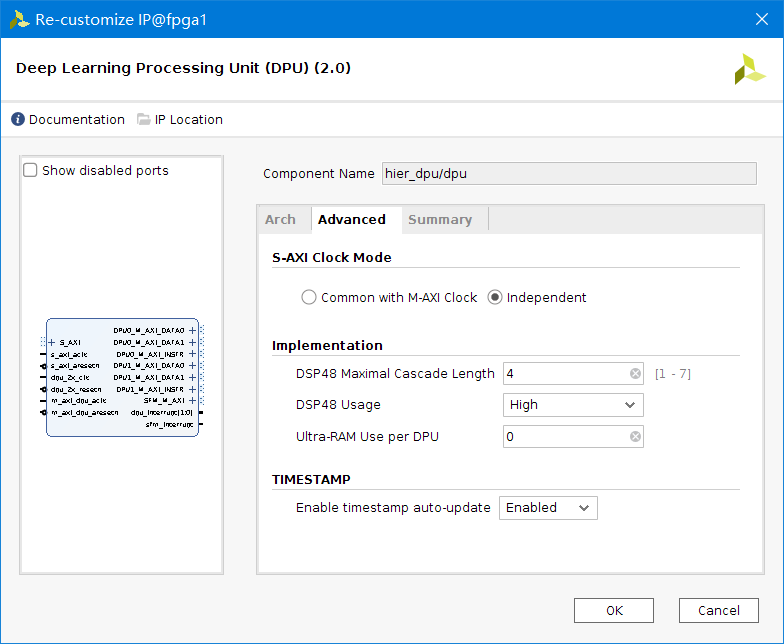 Re-customize IP@fpga1
Deep Learning Processing Unit (DPU) (2.0)
Documentation IP Location
Show disabled ports
Component Name hier_dpu/dpu
Arch Advanced Summary
S-AXI Clock Mode
Common with M-AXI Clock Independent
Implementation
DSP48 Maximal Cascade Length 4 [1 - 7]
DSP48 Usage High
Ultra-RAM Use per DPU 0
TIMESTAMP
Enable timestamp auto-update Enabled
DPU0_M_AXI_DATA0
S_AXI DPU0_M_AXI_DATA1
s_axi_aclk DPU0_M_AXI_INSTR
s_axi_aresetn DPU1_M_AXI_DATA0
dpu_2x_clk DPU1_M_AXI_DATA1
dpu_2x_resetn DPU1_M_AXI_INSTR
m_axi_dpu_aclk SFM_M_AXI
m_axi_dpu_aresetn dpu_interrupt[1:0]
sfm_interrupt
OK Cancel